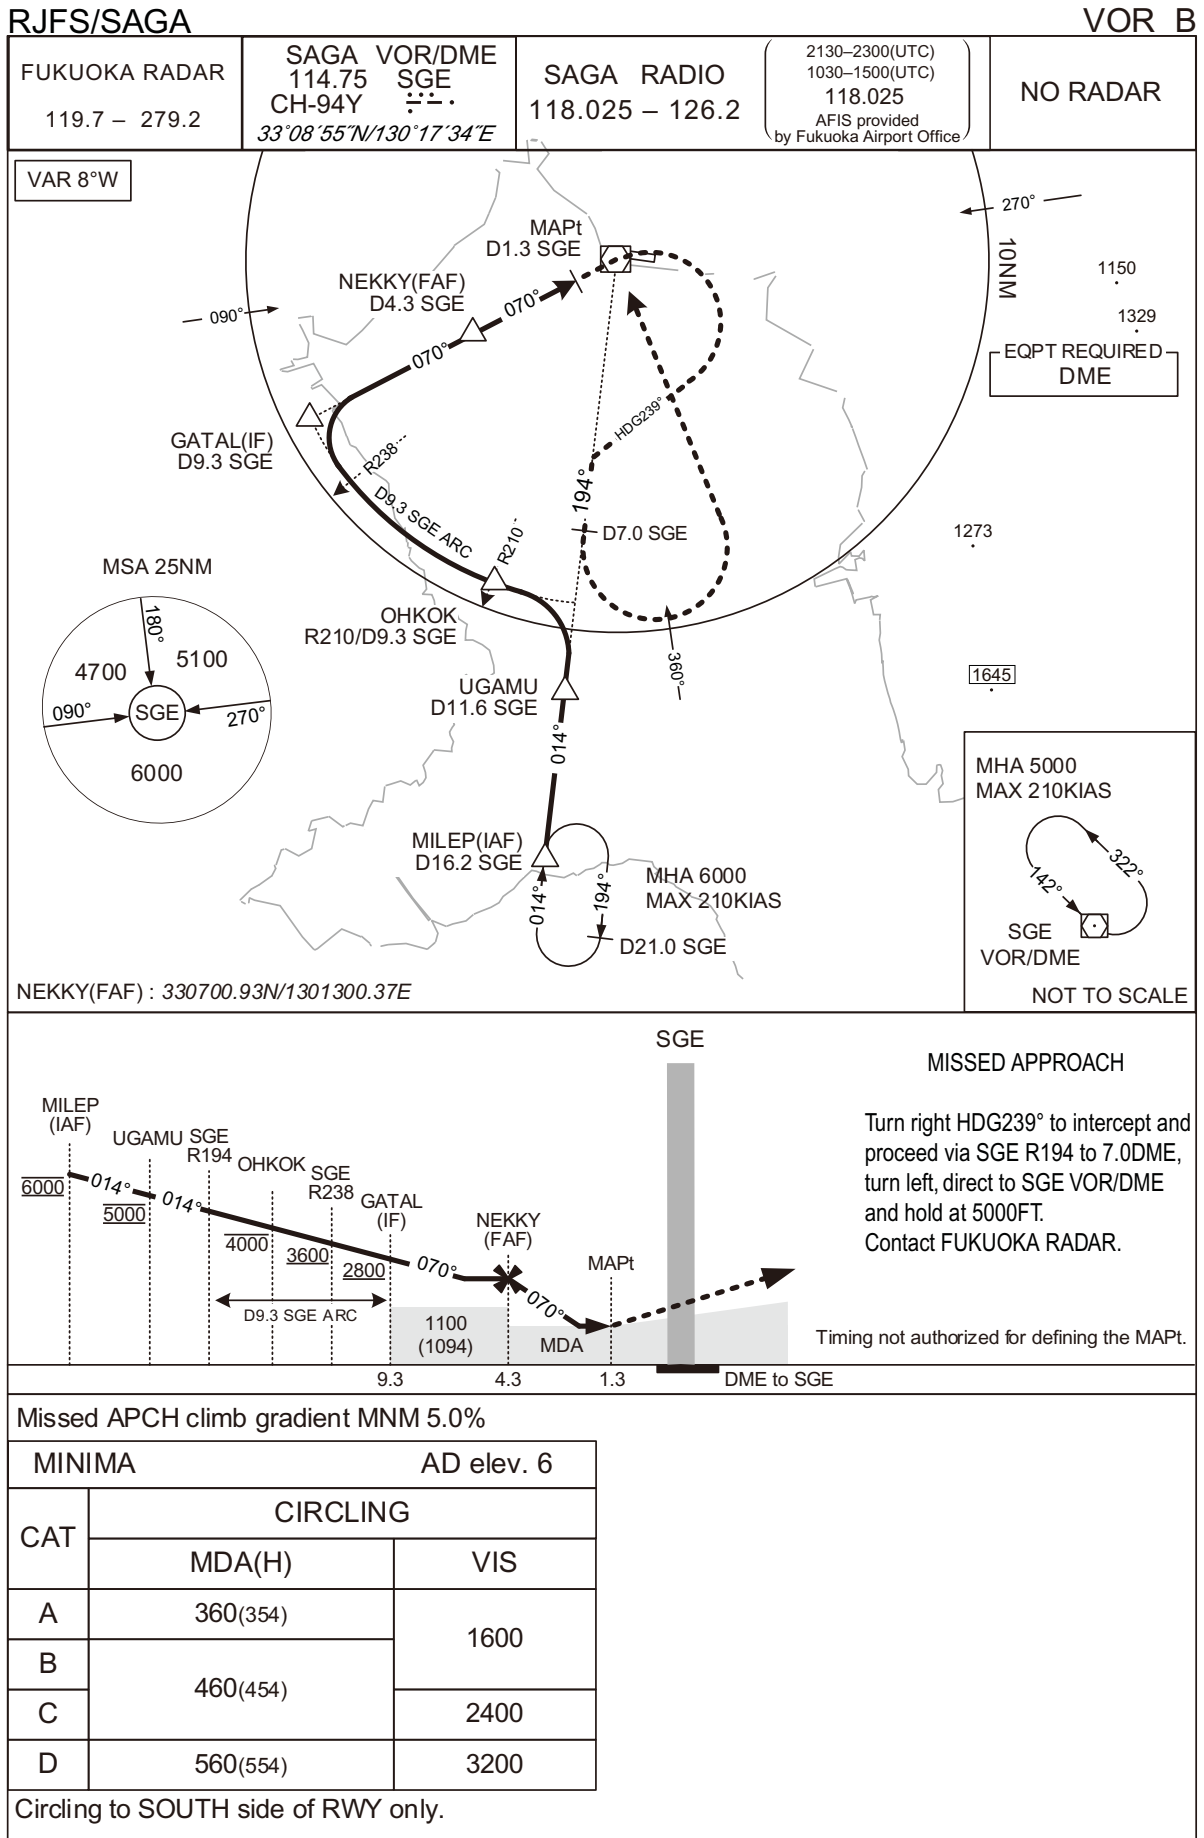 RJFS/SAGA
VOR B
FUKUOKA RADAR
119.7 – 279.2
SAGA VOR/DME
114.75 SGE
CH-94Y
33°08′55″N/130°17′34″E
SAGA RADIO
118.025 – 126.2
2130–2300(UTC)
1030–1500(UTC)
118.025
AFIS provided
by Fukuoka Airport Office
NO RADAR
VAR 8°W
270°
10NM
MAPt
D1.3 SGE
NEKKY(FAF)
D4.3 SGE
070°
090°
070°
1150
1329
EQPT REQUIRED
DME
GATAL(IF)
D9.3 SGE
R238
HDG239°
D9.3 SGE ARC
194°
R210
D7.0 SGE
1273
OHKOK
R210/D9.3 SGE
360°
1645
UGAMU
D11.6 SGE
014°
MSA 25NM
180°
4700
5100
090°
SGE
270°
6000
MILEP(IAF)
D16.2 SGE
014°
194°
MHA 6000
MAX 210KIAS
D21.0 SGE
MHA 5000
MAX 210KIAS
322°
142°
SGE
VOR/DME
NOT TO SCALE
NEKKY(FAF) : 330700.93N/1301300.37E
SGE
MILEP
(IAF)
UGAMU
SGE
R194
OHKOK
SGE
R238
GATAL
(IF)
NEKKY
(FAF)
MAPt
6000
014°
5000
014°
4000
3600
2800
070°
070°
D9.3 SGE ARC
1100
(1094)
MDA
9.3
4.3
1.3
DME to SGE
MISSED APPROACH
Turn right HDG239° to intercept and
proceed via SGE R194 to 7.0DME,
turn left, direct to SGE VOR/DME
and hold at 5000FT.
Contact FUKUOKA RADAR.
Timing not authorized for defining the MAPt.
Missed APCH climb gradient MNM 5.0%
MINIMA
AD elev. 6
CAT
CIRCLING
MDA(H)
VIS
A
360(354)
1600
B
460(454)
C
2400
D
560(554)
3200
Circling to SOUTH side of RWY only.